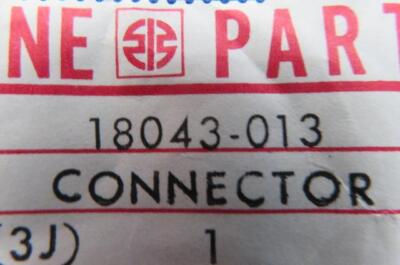 NE PART
18043-013
CONNECTOR
(3J) 1